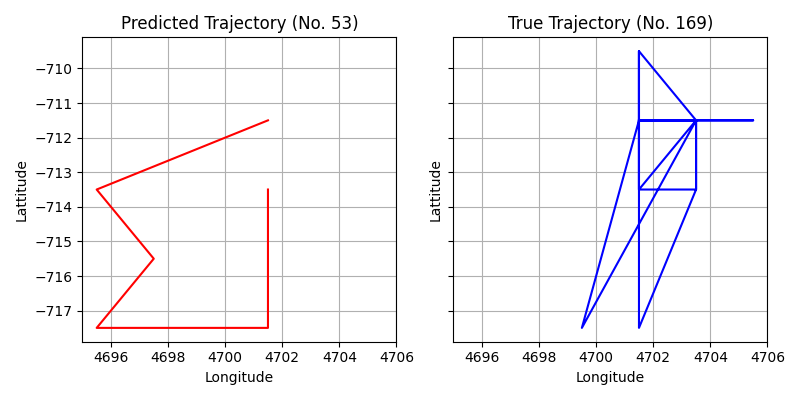 Predicted Trajectory (No. 53)
Lattitude
−710
−711
−712
−713
−714
−715
−716
−717
4696 4698 4700 4702 4704 4706
Longitude
True Trajectory (No. 169)
Lattitude
4696 4698 4700 4702 4704 4706
Longitude